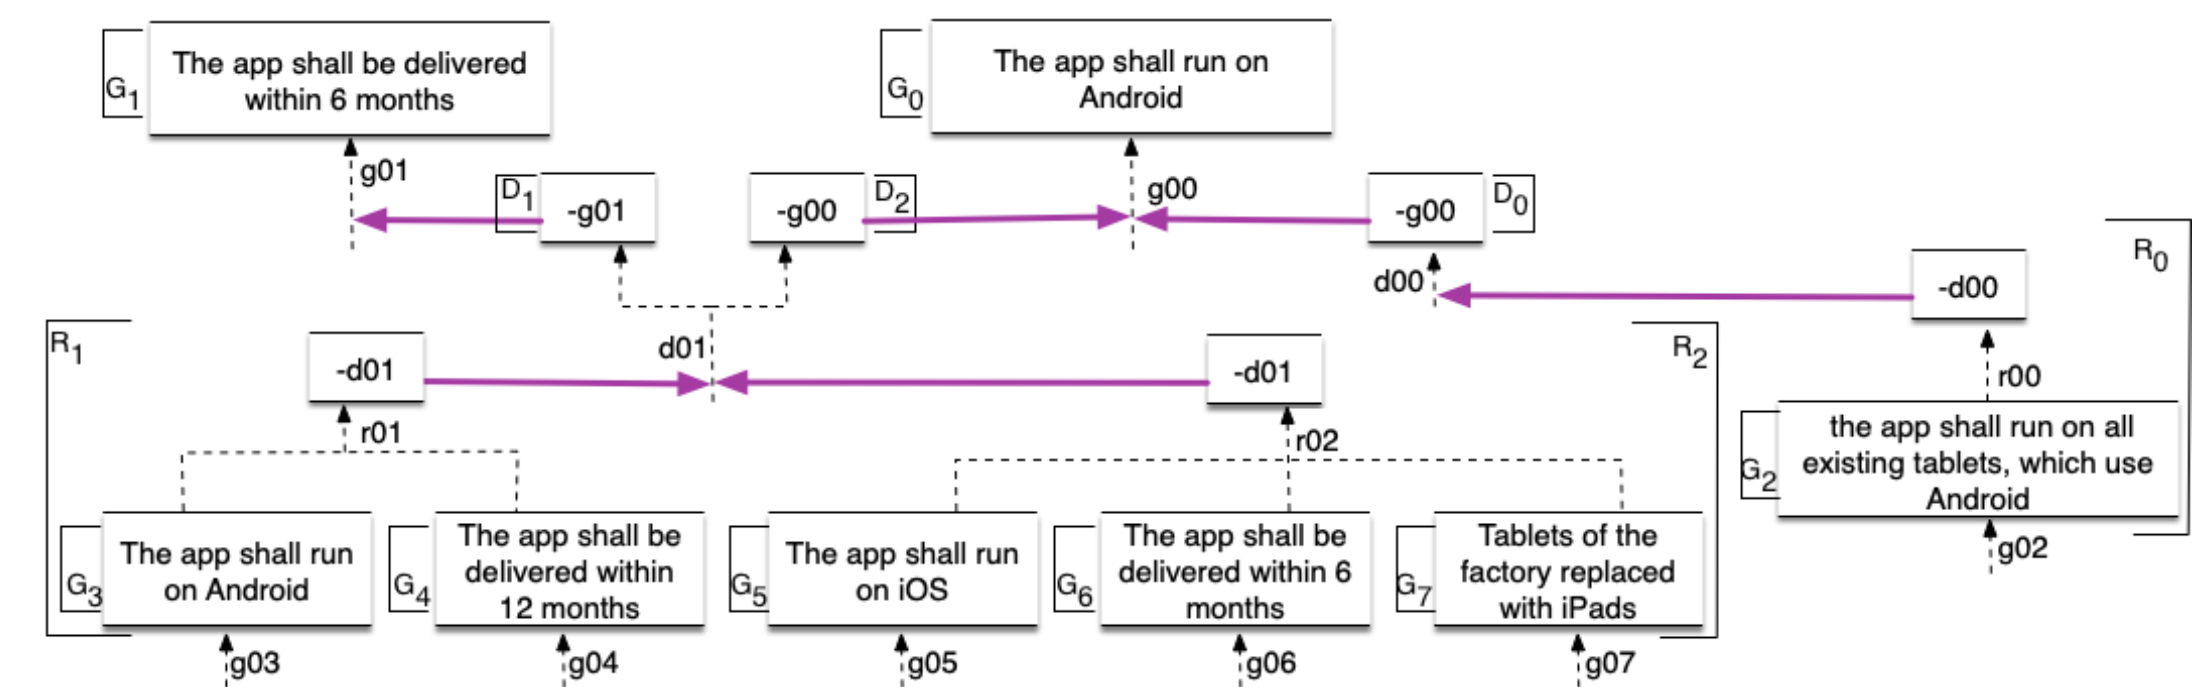 The app shall be delivered
within 6 months
G1
The app shall run on
Android
G0
g01
D1
-g01
-g00
D2
g00
-g00
D0
R0
d00
-d00
R1
-d01
d01
-d01
R2
r00
r01
r02
the app shall run on all
existing tablets, which use
Android
G2
g02
The app shall run
on Android
G3
The app shall be
delivered within
12 months
G4
The app shall run
on iOS
G5
The app shall be
delivered within 6
months
G6
Tablets of the
factory replaced
with iPads
G7
g03
g04
g05
g06
g07